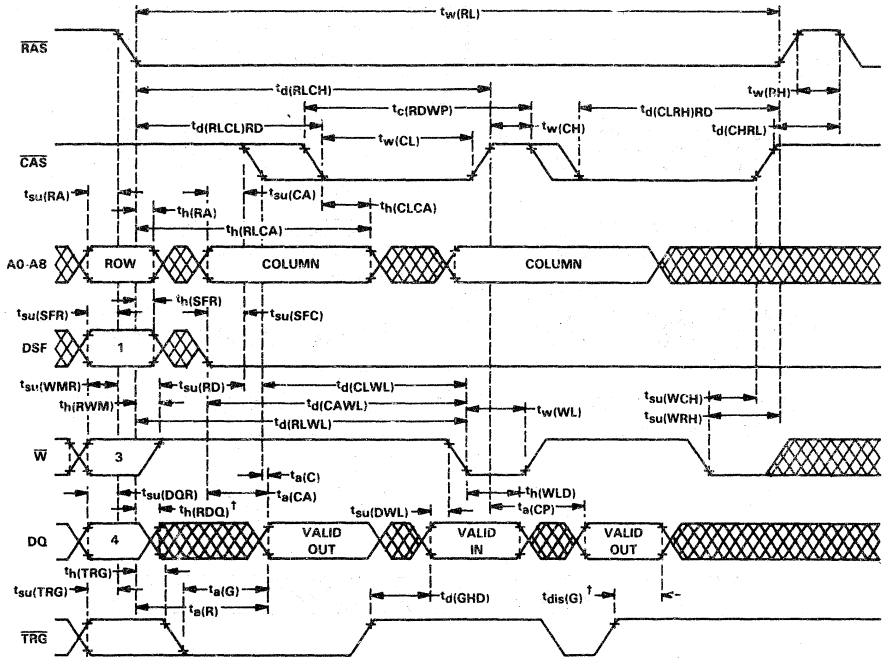 tw(RL)
RAS
td(RLCH)
tw(RH)
tc(RDWP)
td(CLRH)RD
td(RLCL)RD
tw(CH)
td(CHRL)
tw(CL)
CAS
tsu(RA)
tsu(CA)
th(RA)
th(CLCA)
th(RLCA)
A0-A8
ROW
COLUMN
COLUMN
th(SFR)
tsu(SFR)
tsu(SFC)
DSF
1
tsu(WMR)
tsu(RD)
td(CLWL)
tsu(WCH)
th(RWM)
td(CAWL)
tw(WL)
tsu(WRH)
td(RLWL)
W
3
ta(C)
tsu(DQR)
ta(CA)
th(WLD)
th(RDQ)†
tsu(DWL)
ta(CP)
DQ
4
VALID OUT
VALID IN
VALID OUT
th(TRG)
tsu(TRG)
ta(G)
ta(R)
td(GHD)
tdis(G)†
TRG